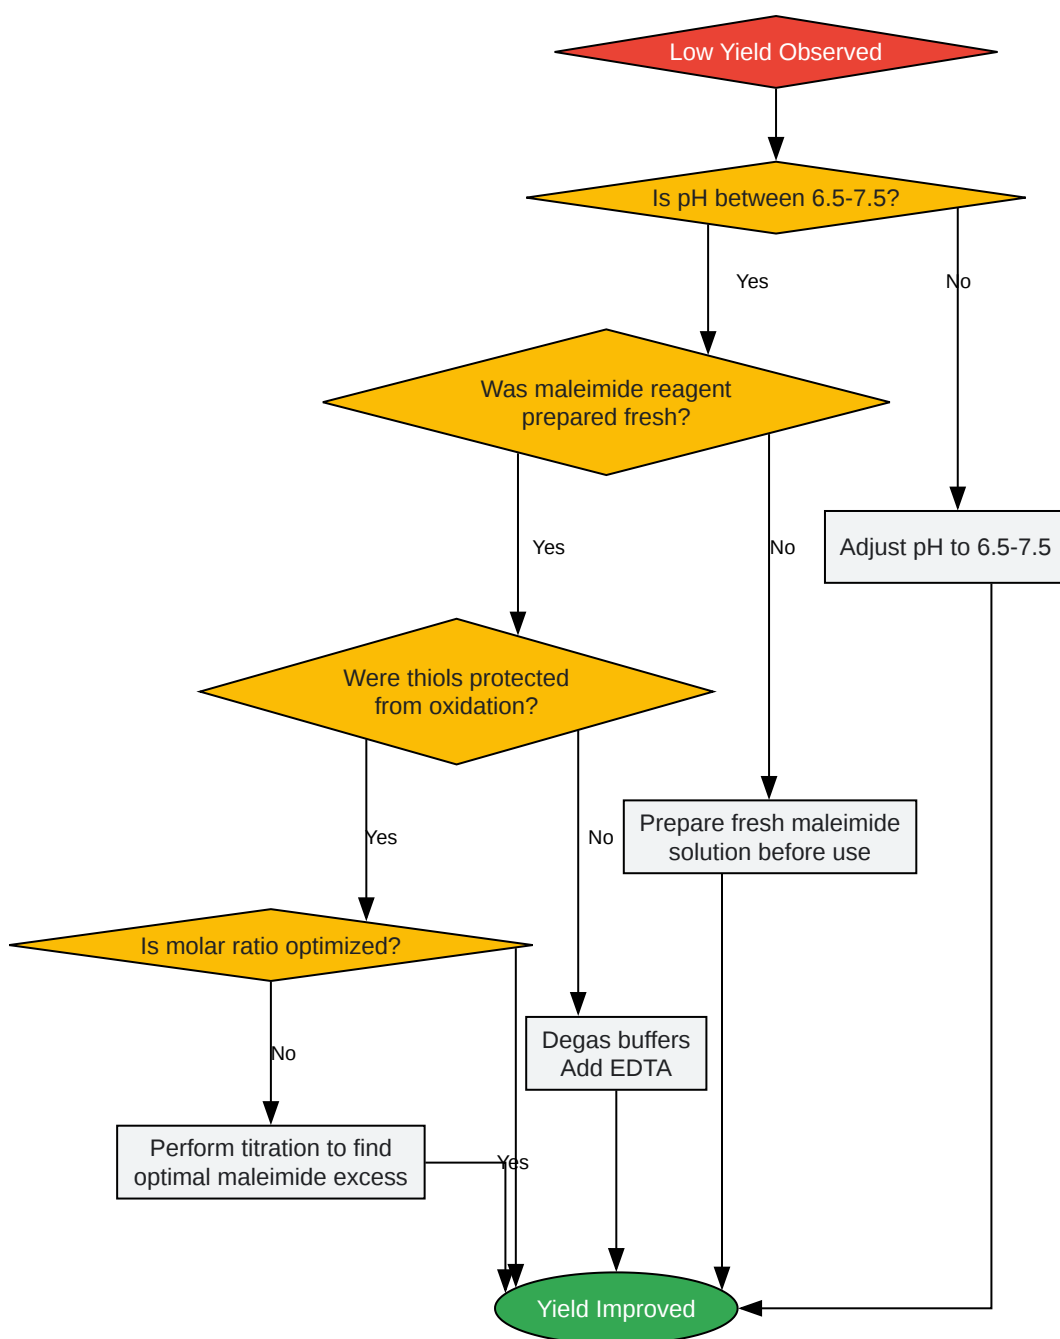 Low Yield Observed
Is pH between 6.5-7.5?
Yes
No
Was maleimide reagent
prepared fresh?
Yes
No
Adjust pH to 6.5-7.5
Were thiols protected
from oxidation?
Yes
No
Prepare fresh maleimide
solution before use
Is molar ratio optimized?
No
Degas buffers
Add EDTA
Perform titration to find
optimal maleimide excess
Yes
Yield Improved